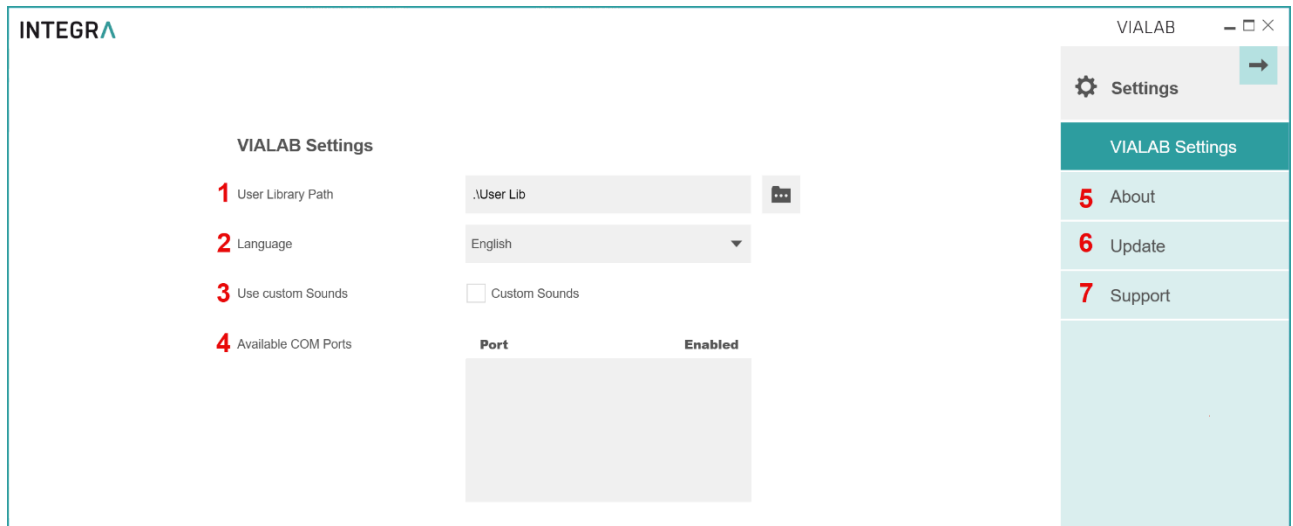 INTEGRA
VIALAB
Settings
VIALAB Settings
VIALAB Settings
1 User Library Path .\User Lib
5 About
2 Language English
6 Update
3 Use custom Sounds Custom Sounds
7 Support
4 Available COM Ports Port Enabled